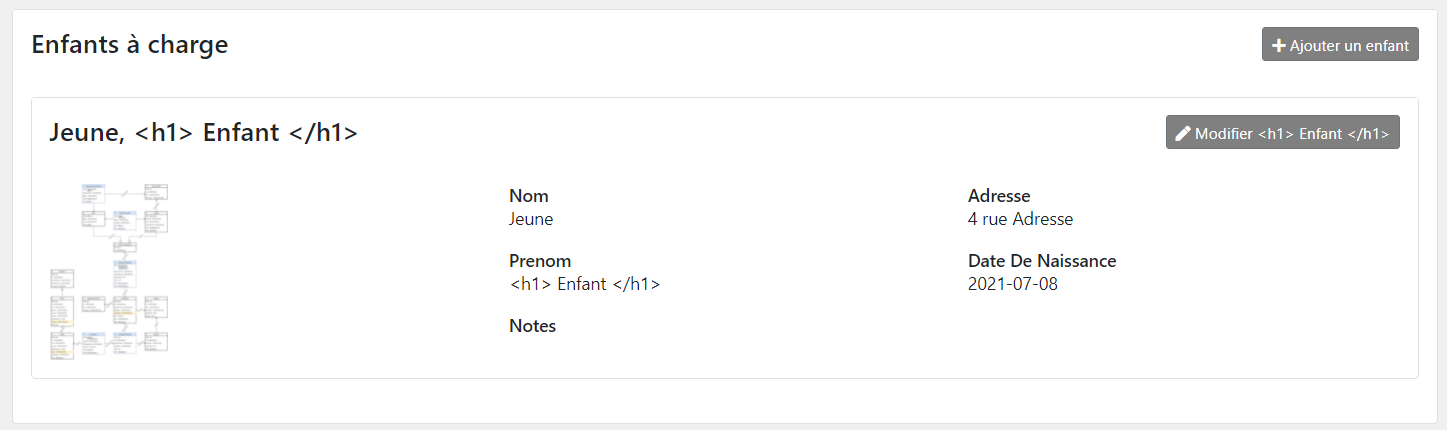 Enfants à charge
Ajouter un enfant
Jeune, <h1> Enfant </h1>
Modifier <h1> Enfant </h1>
Nom
Jeune
Adresse
4 rue Adresse
Prenom
<h1> Enfant </h1>
Date De Naissance
2021-07-08
Notes